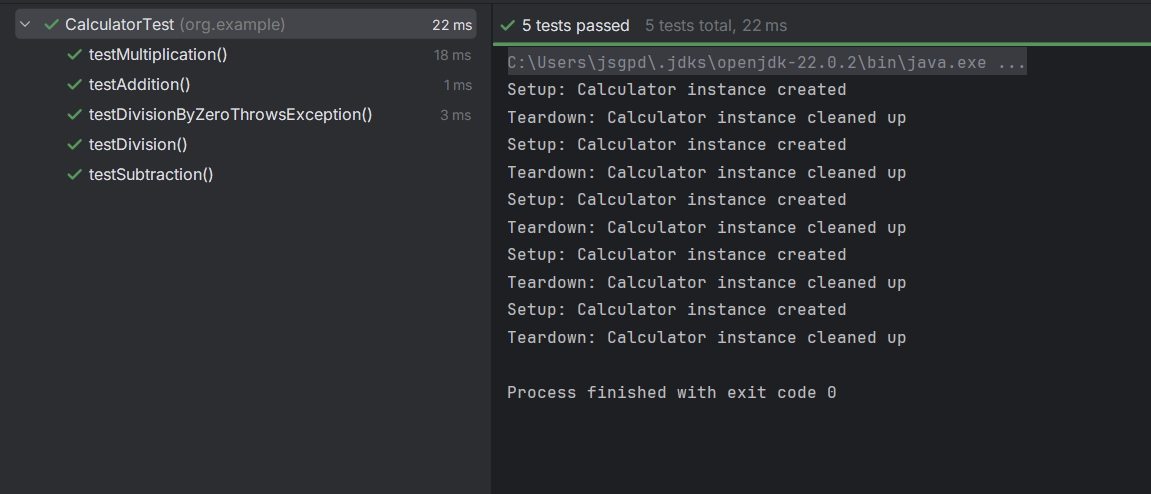 CalculatorTest (org.example) 22 ms
testMultiplication() 18 ms
testAddition() 1 ms
testDivisionByZeroThrowsException() 3 ms
testDivision()
testSubtraction()
5 tests passed 5 tests total, 22 ms
C:\Users\jsgpd\.jdks\openjdk-22.0.2\bin\java.exe ...
Setup: Calculator instance created
Teardown: Calculator instance cleaned up
Setup: Calculator instance created
Teardown: Calculator instance cleaned up
Setup: Calculator instance created
Teardown: Calculator instance cleaned up
Setup: Calculator instance created
Teardown: Calculator instance cleaned up
Setup: Calculator instance created
Teardown: Calculator instance cleaned up
Process finished with exit code 0